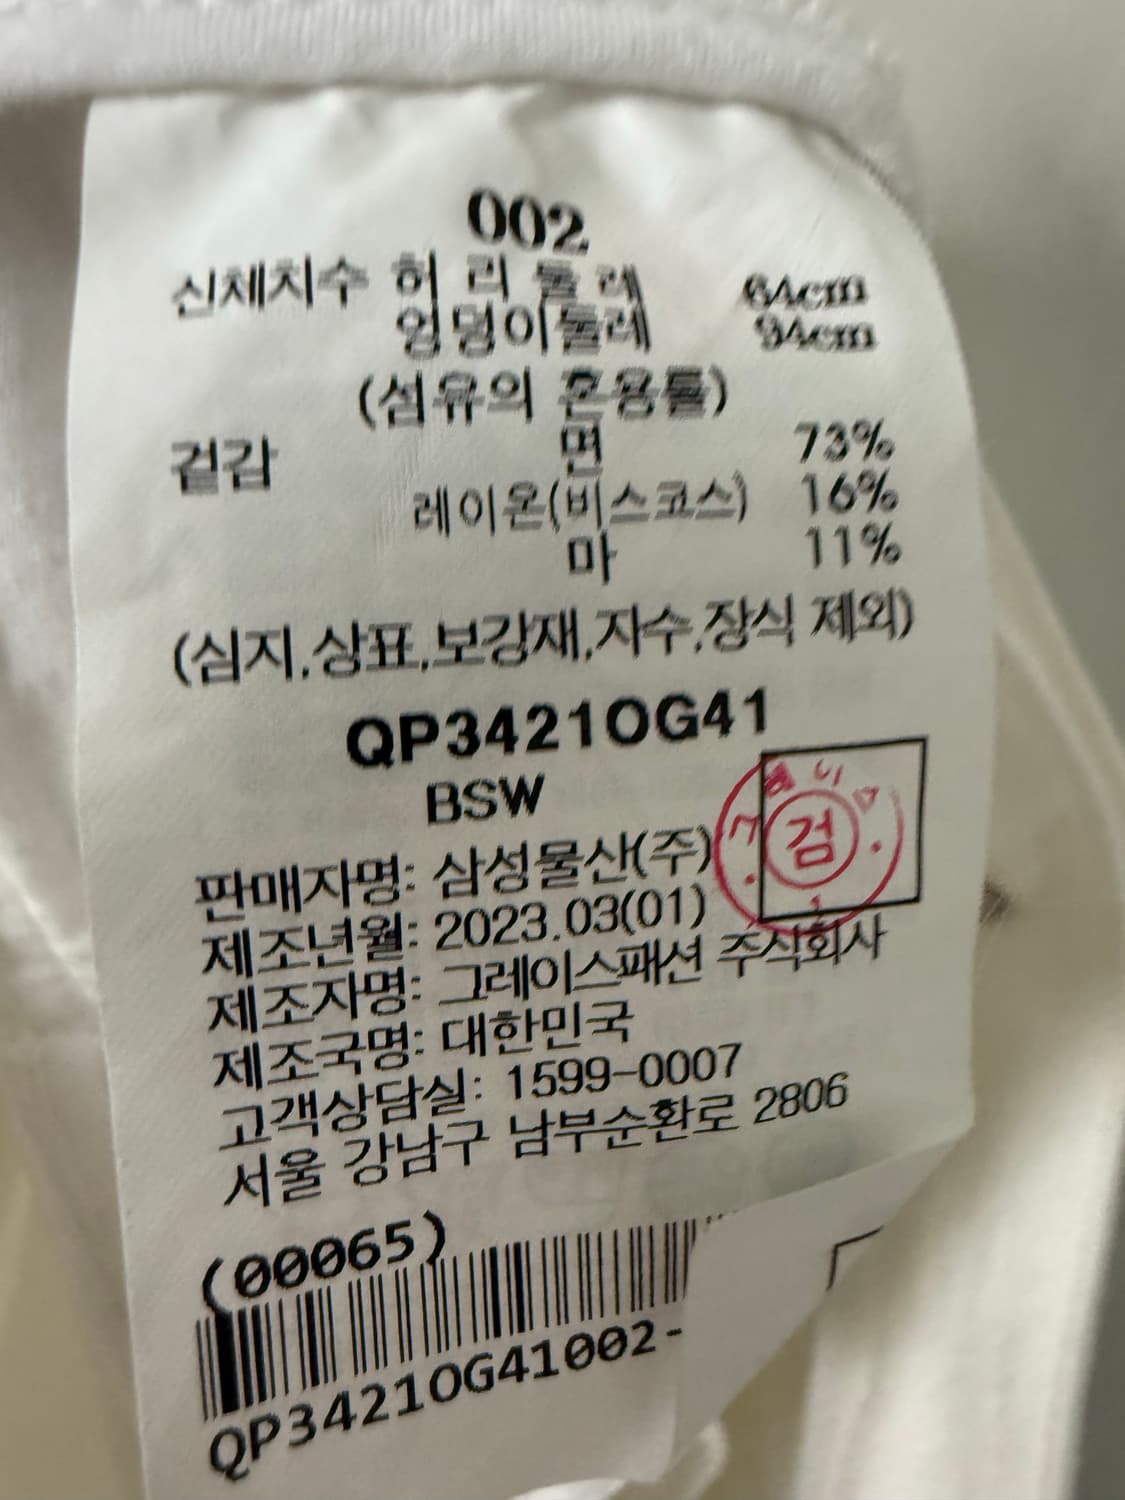 002
신체치수 허 리 둘 레 64cm
엉덩이둘레 94cm
(섬유의 혼용률)
겉감 면 73%
레이온(비스코스) 16%
마 11%
(심지,상표,보강재,자수,장식 제외)
QP3421OG41
BSW
검
판매자명: 삼성물산(주)
제조년월: 2023.03(01)
제조자명: 그레이스패션 주식회사
제조국명: 대한민국
고객상담실: 1599-0007
서울 강남구 남부순환로 2806
(00065)
QP3421OG41002-